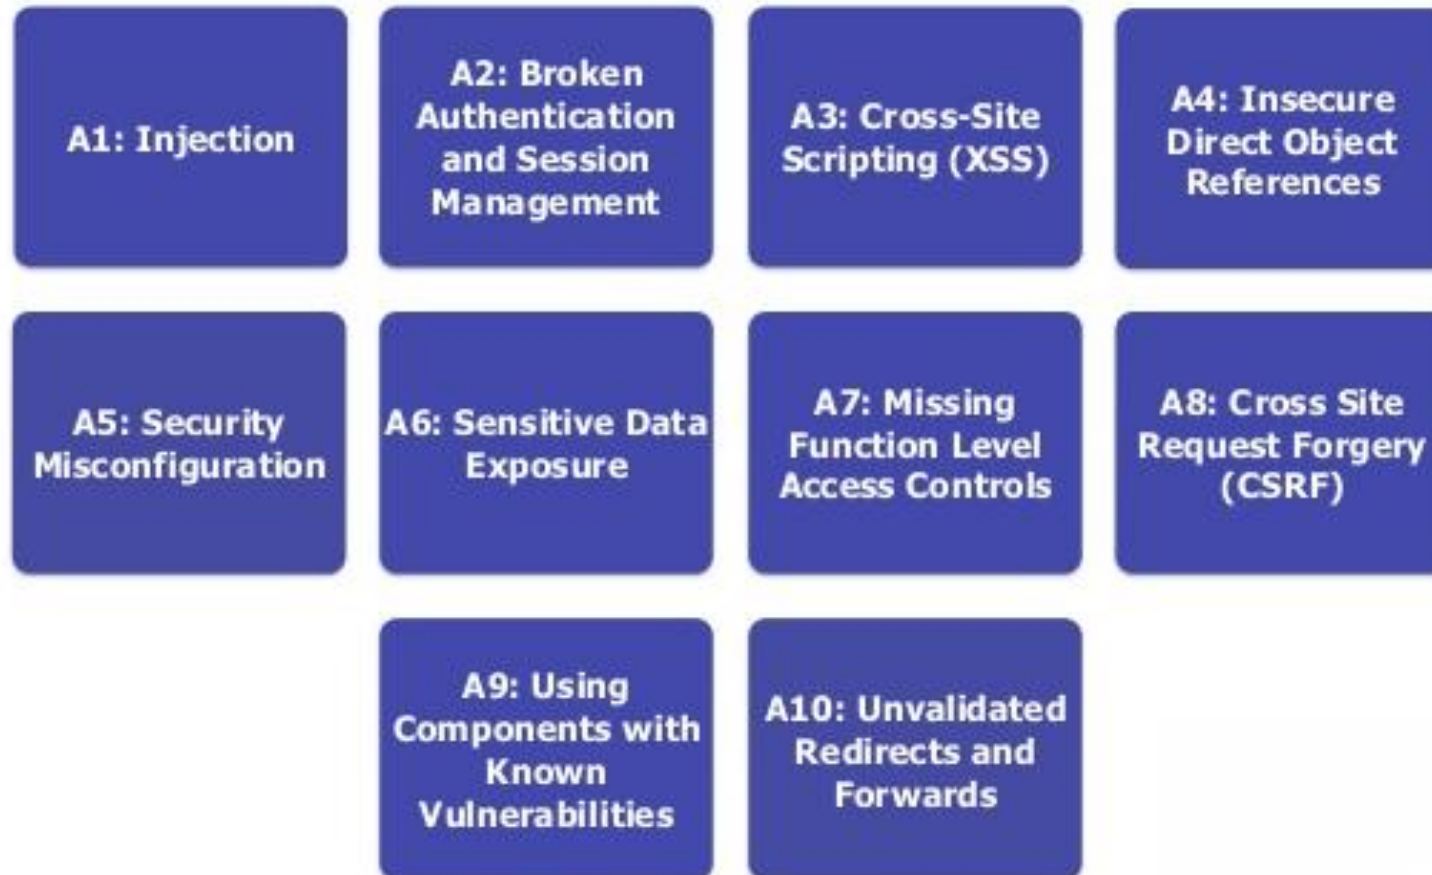 A1: Injection
A2: Broken
Authentication
and Session
Management
A3: Cross-Site
Scripting (XSS)
A4: Insecure
Direct Object
References
A5: Security
Misconfiguration
A6: Sensitive Data
Exposure
A7: Missing
Function Level
Access Controls
A8: Cross Site
Request Forgery
(CSRF)
A9: Using
Components with
Known
Vulnerabilities
A10: Unvalidated
Redirects and
Forwards